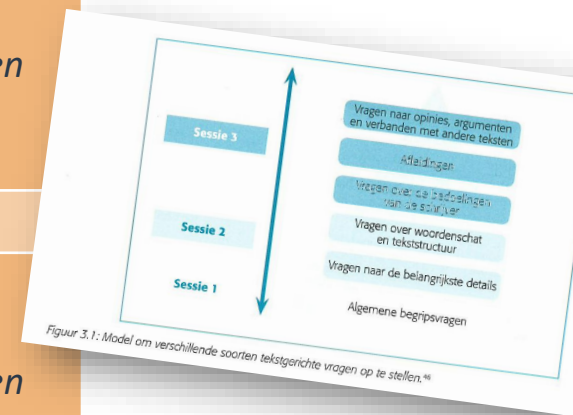 en
Vragen naar opinies, argumenten
en verbanden met andere teksten
Sessie 3
Afleidingen
Vragen over de bedoelingen
van de schrijver
Sessie 2
Vragen over woordenschat
en tekststructuur
Vragen naar de belangrijkste details
Sessie 1
Algemene begripsvragen
Figuur 3.1: Model om verschillende soorten tekstgerichte vragen op te stellen.⁴⁶
en